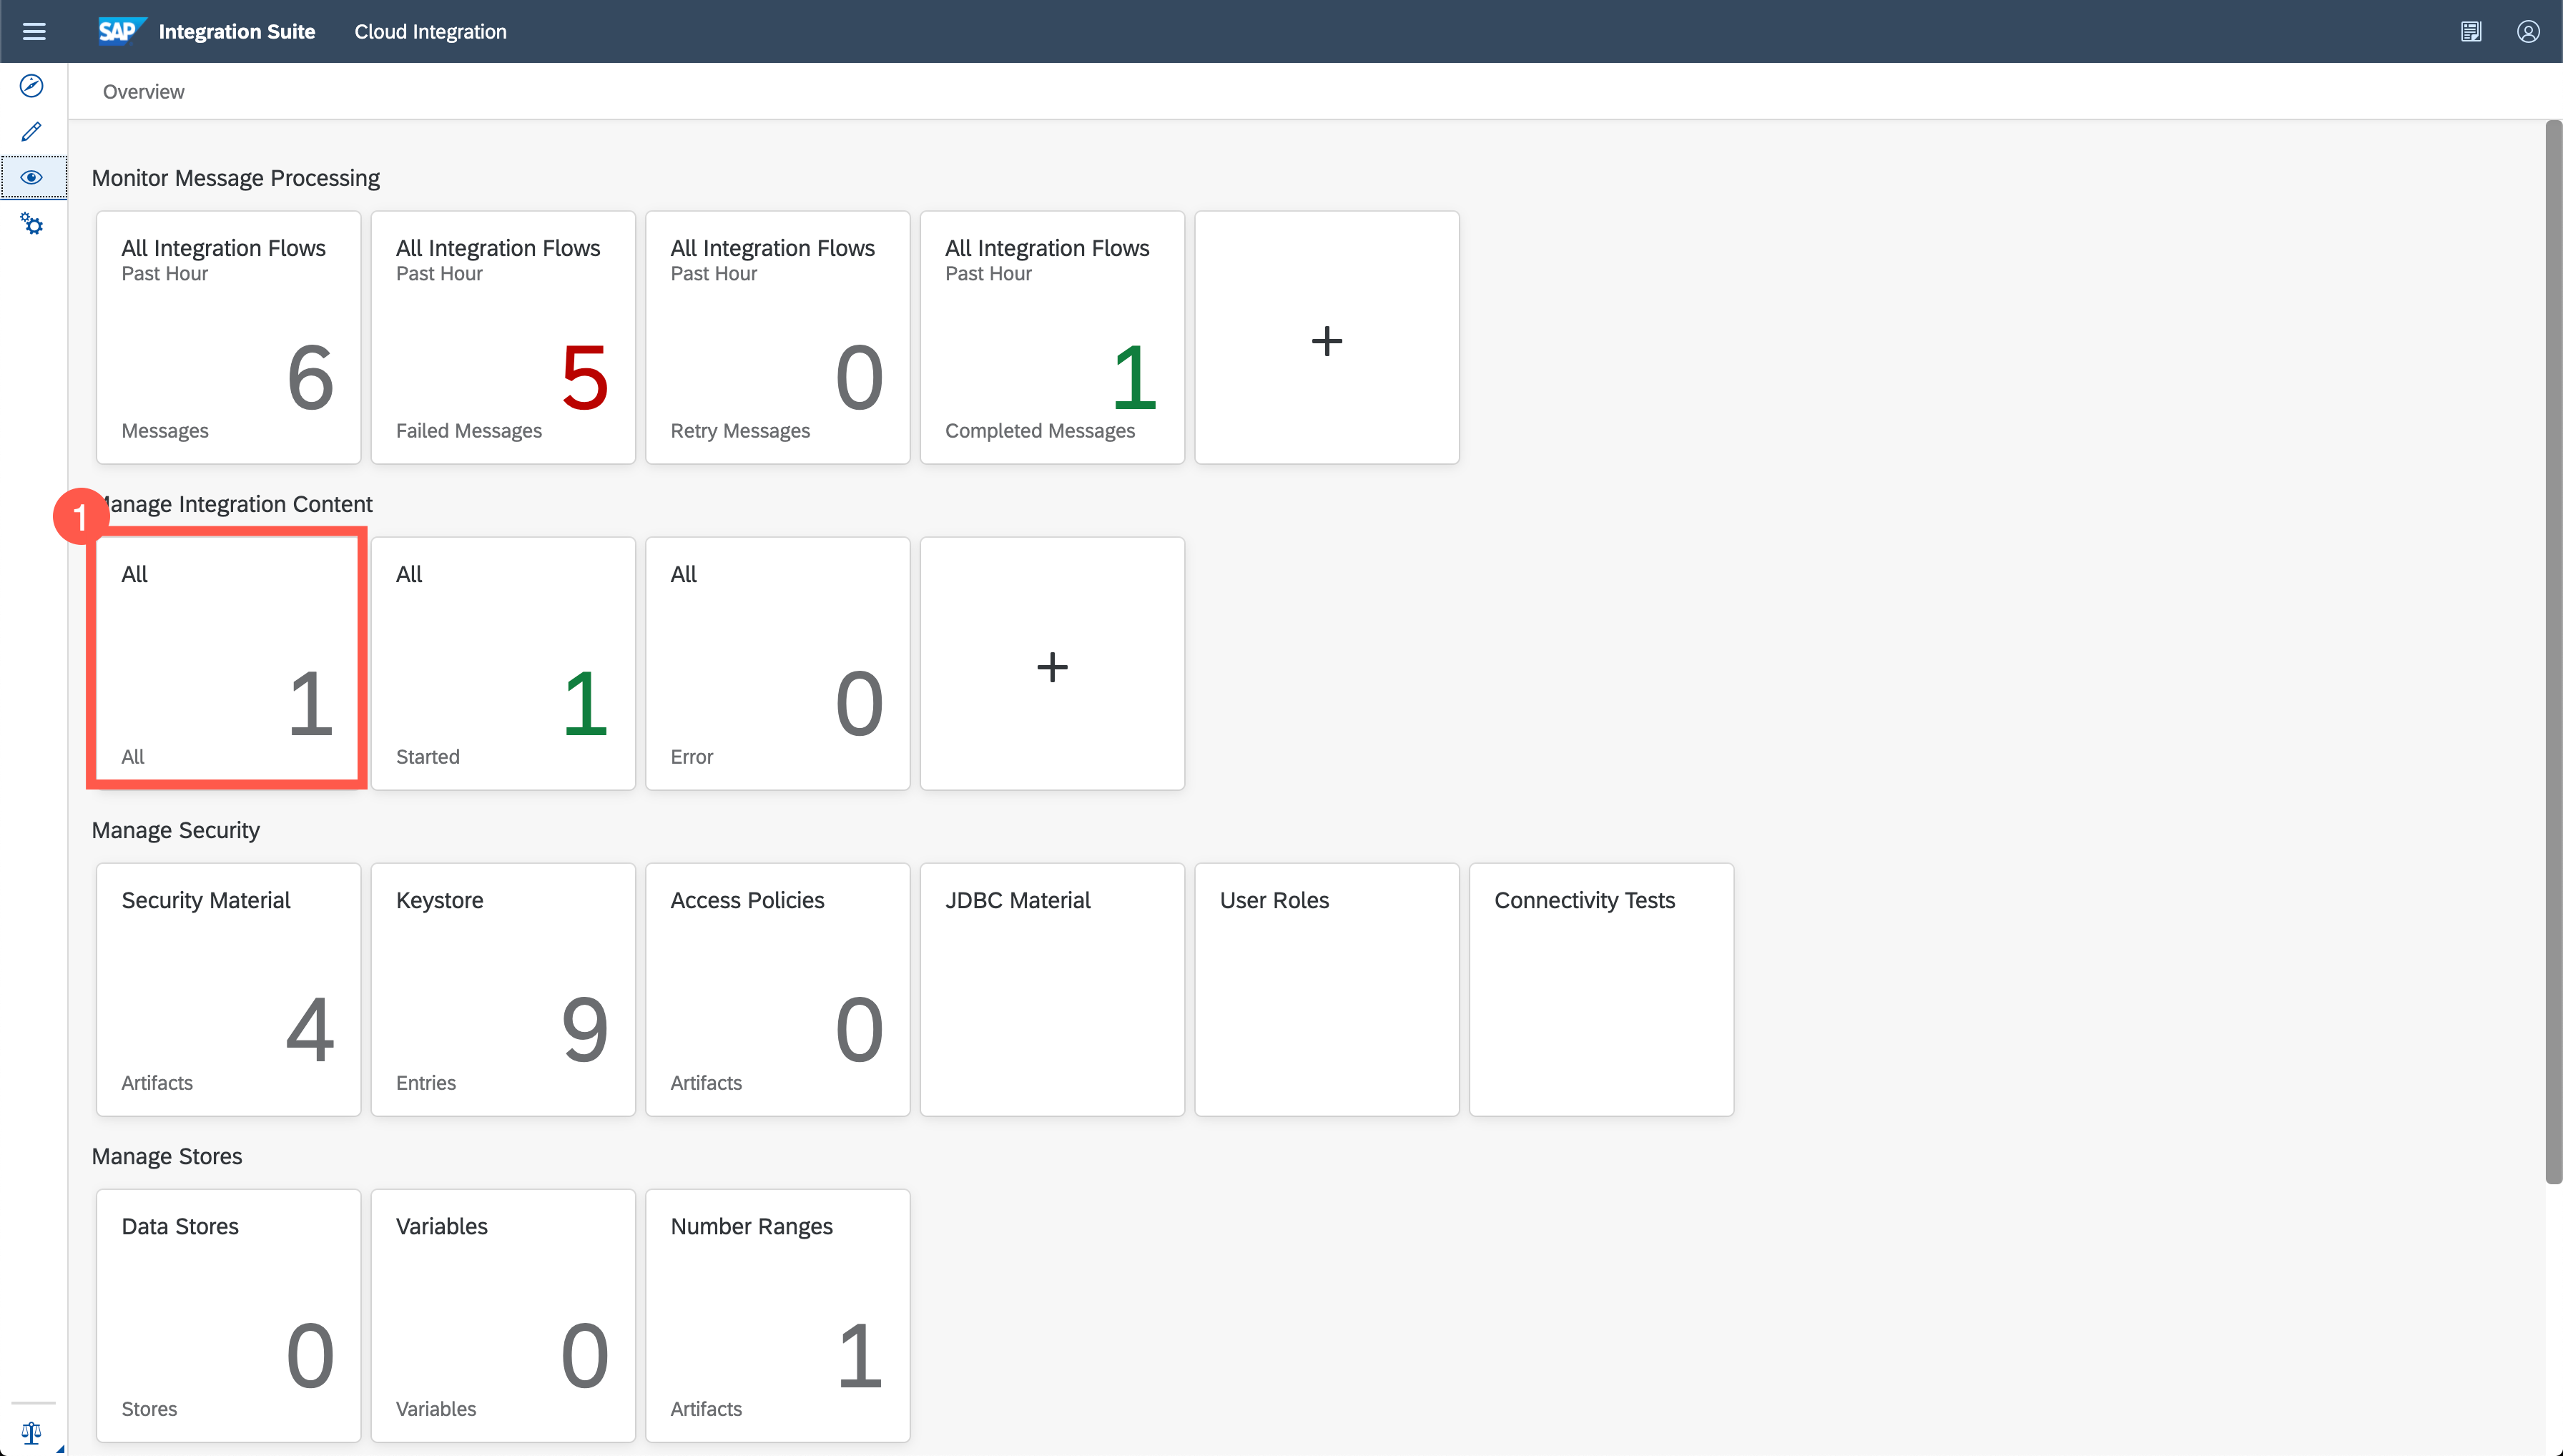 SAP Integration Suite Cloud Integration
Overview
Monitor Message Processing
All Integration Flows
Past Hour
6
Messages
All Integration Flows
Past Hour
5
Failed Messages
All Integration Flows
Past Hour
0
Retry Messages
All Integration Flows
Past Hour
1
Completed Messages
+
1
anage Integration Content
All
1
All
All
1
Started
All
0
Error
+
Manage Security
Security Material
4
Artifacts
Keystore
9
Entries
Access Policies
0
Artifacts
JDBC Material
User Roles
Connectivity Tests
Manage Stores
Data Stores
0
Stores
Variables
0
Variables
Number Ranges
1
Artifacts